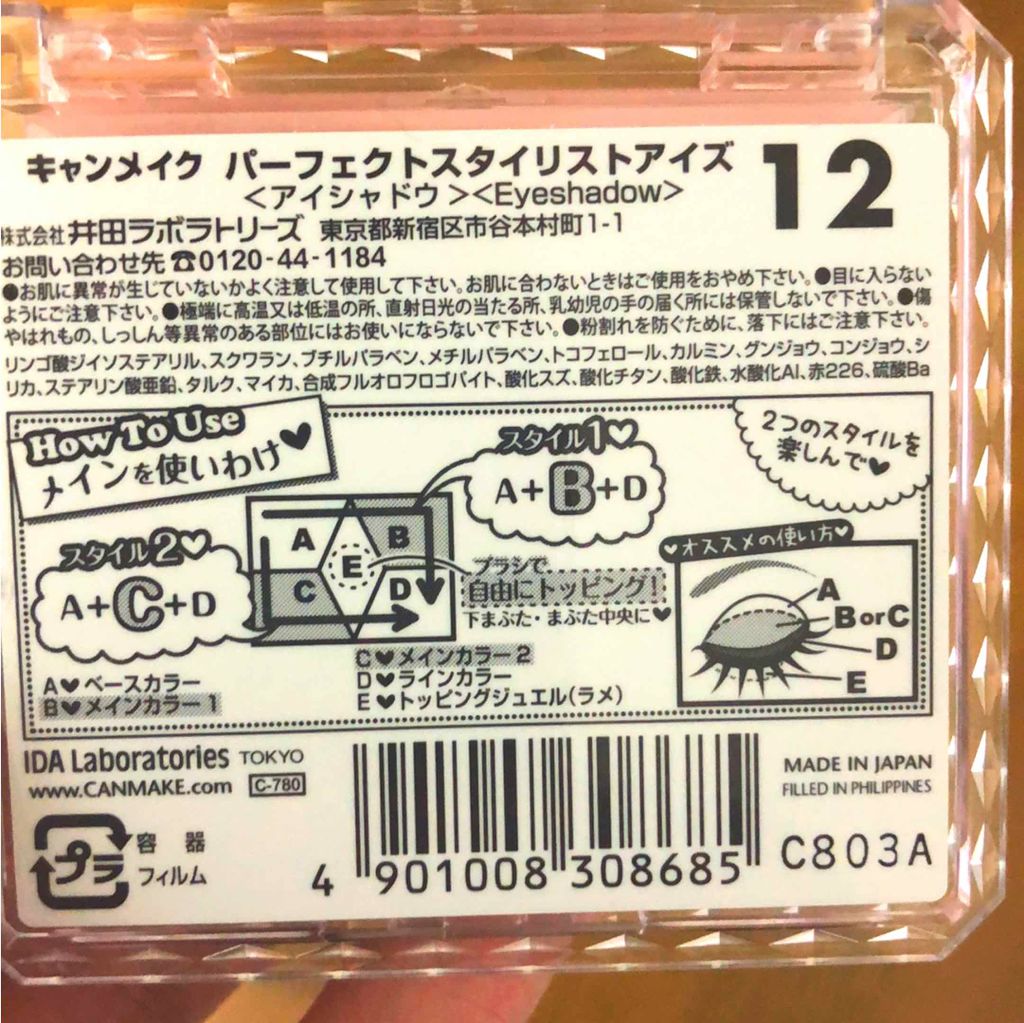 キャンメイク パーフェクトスタイリストアイズ 12
<アイシャドウ><Eyeshadow>
株式会社 井田ラボラトリーズ 東京都新宿区市谷本村町1-1
お問い合わせ先☎0120-44-1184
●お肌に異常が生じていないかよく注意して使用して下さい。お肌に合わないときはご使用をおやめ下さい。●目に入らない
ようにご注意下さい。●極端に高温又は低温の所、直射日光の当たる所、乳幼児の手の届く所には保管しないで下さい。●傷
やはれもの、しっしん等異常のある部位にはお使いにならないで下さい。●粉割れを防ぐために、落下にはご注意下さい。
リンゴ酸ジイソステアリル、スクワラン、ブチルパラベン、メチルパラベン、トコフェロール、カルミン、グンジョウ、コンジョウ、シ
リカ、ステアリン酸亜鉛、タルク、マイカ、合成フルオロフロゴパイト、酸化スズ、酸化チタン、酸化鉄、水酸化Al、赤226、硫酸Ba
How To Use
メインを使いわけ♥
スタイル1♡
A+B+D
2つのスタイルを
楽しんで♥
スタイル2♡
A+C+D
A
B
E
C
D
ブラシで
自由にトッピング!
下まぶた・まぶた中央に♥
♥オススメの使い方♥
A
B or C
D
E
A♥ベースカラー
B♥メインカラー1
C♥メインカラー2
D♥ラインカラー
E♥トッピングジュエル(ラメ)
IDA Laboratories TOKYO
www.CANMAKE.com C-780
MADE IN JAPAN
FILLED IN PHILIPPINES
プラ
容器
フィルム
4 901008 308685
C803A